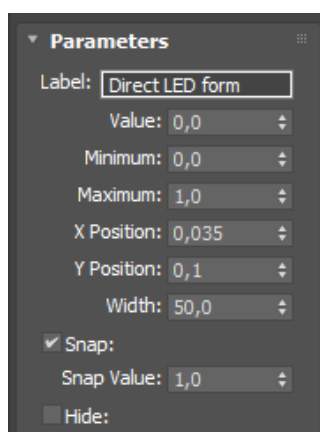 Parameters
Label: Direct LED form
Value: 0,0
Minimum: 0,0
Maximum: 1,0
X Position: 0,035
Y Position: 0,1
Width: 50,0
Snap:
Snap Value: 1,0
Hide: